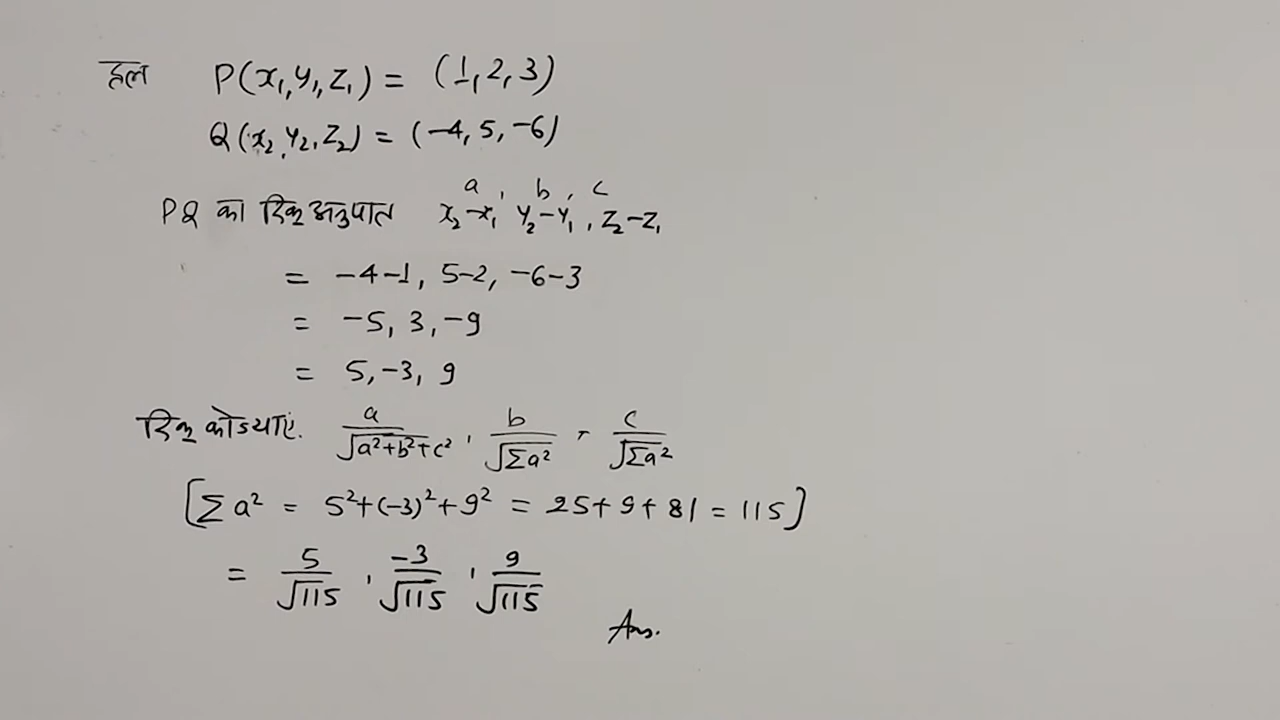 हल P(x₁,y₁,z₁) = (1,2,3)
Q(x₂,y₂,z₂) = (-4,5,-6)
a, b, c
PQ का दिक् अनुपात x₂-x₁, y₂-y₁, z₂-z₁
= -4-1, 5-2, -6-3
= -5, 3, -9
= 5, -3, 9
दिक् कोज्याएं. a/√(a²+b²+c²), b/√(Σa²), c/√(Σa²)
[Σa² = 5²+(-3)²+9² = 25+9+81 = 115]
= 5/√115, -3/√115, 9/√115
Ans.